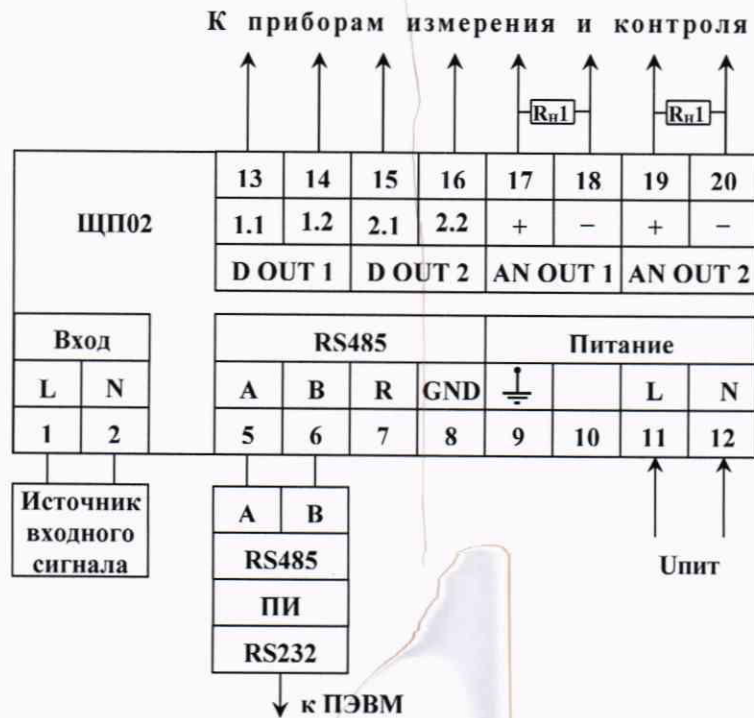 К приборам измерения и контроля
Rн1 Rн1
13 14 15 16 17 18 19 20
ЩП02
1.1 1.2 2.1 2.2 + − + −
D OUT 1 D OUT 2 AN OUT 1 AN OUT 2
Вход RS485 Питание
L N A B R GND L N
1 2 5 6 7 8 9 10 11 12
Источник
входного
сигнала
A B
RS485
ПИ
RS232
Uпит
к ПЭВМ